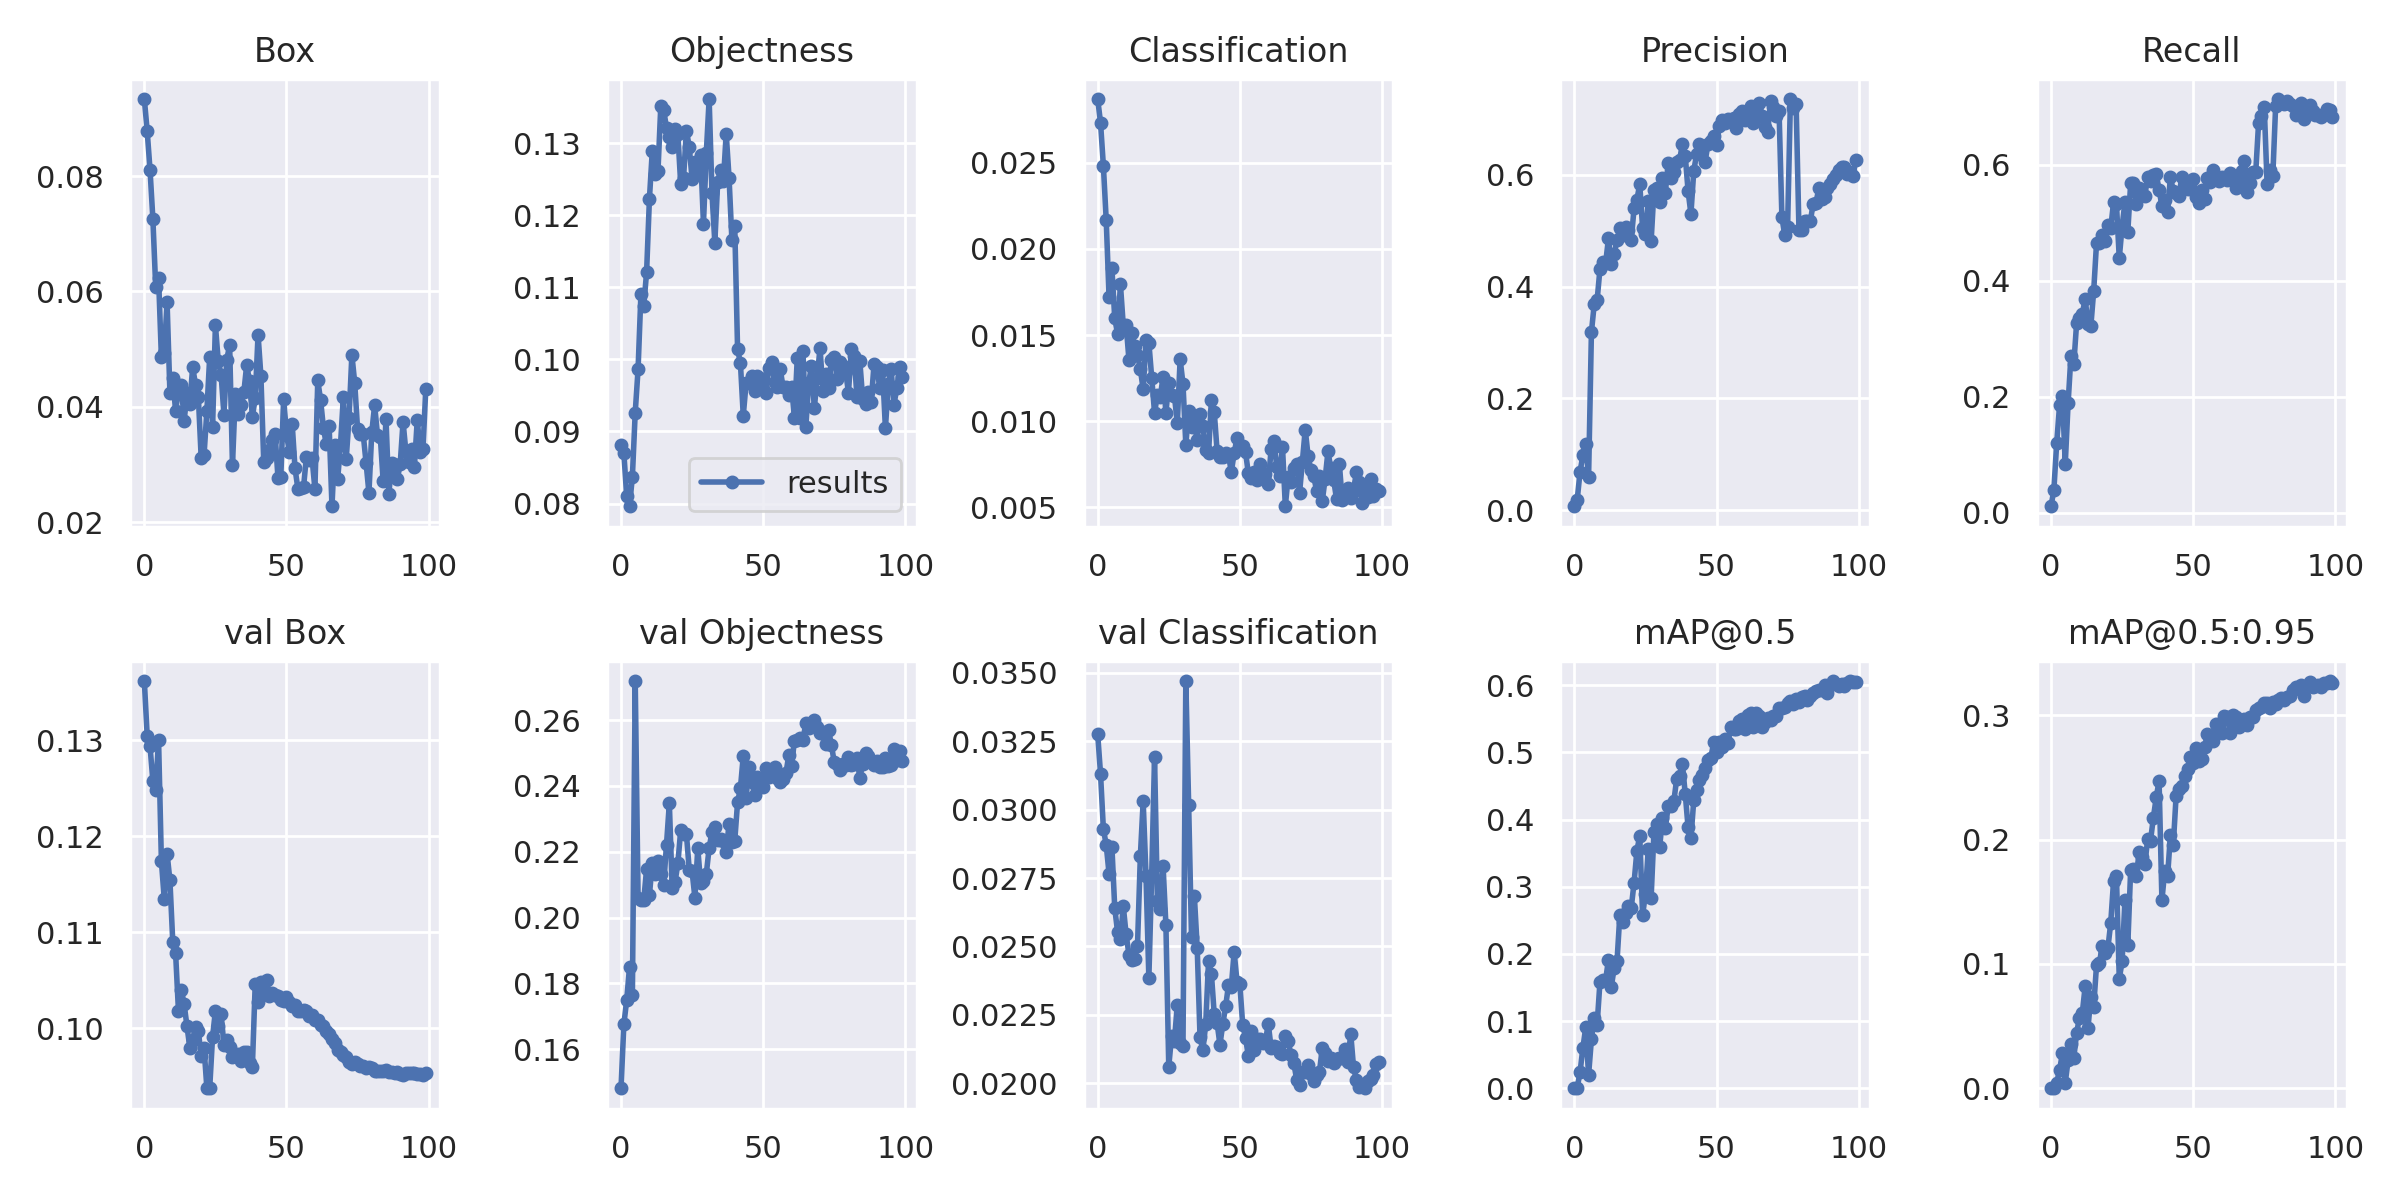 Box
0.08
0.06
0.04
0.02
0 50 100
Objectness
0.13
0.12
0.11
0.10
0.09
0.08
results
0 50 100
Classification
0.025
0.020
0.015
0.010
0.005
0 50 100
Precision
0.6
0.4
0.2
0.0
0 50 100
Recall
0.6
0.4
0.2
0.0
0 50 100
val Box
0.13
0.12
0.11
0.10
0 50 100
val Objectness
0.26
0.24
0.22
0.20
0.18
0.16
0 50 100
val Classification
0.0350
0.0325
0.0300
0.0275
0.0250
0.0225
0.0200
0 50 100
mAP@0.5
0.6
0.5
0.4
0.3
0.2
0.1
0.0
0 50 100
mAP@0.5:0.95
0.3
0.2
0.1
0.0
0 50 100